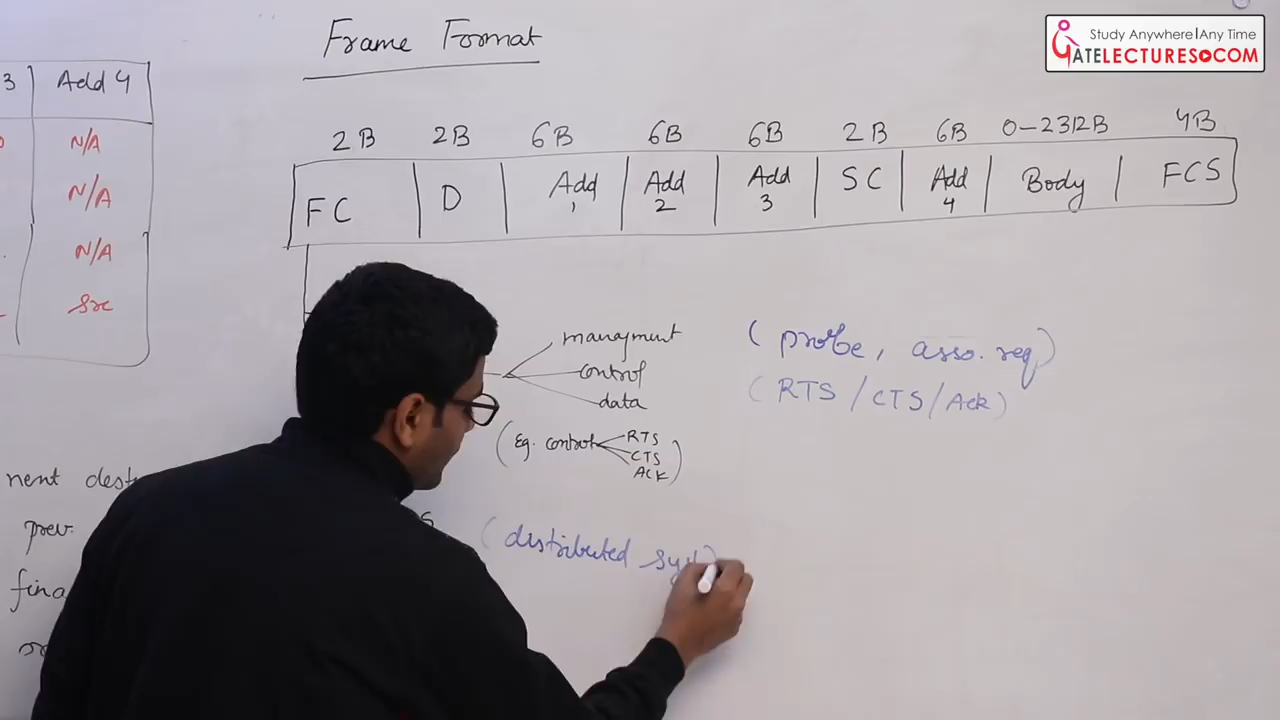 Study Anywhere | Any Time
GATELECTURES.COM
Frame Format
3 Add 4
N/A
N/A
N/A
Src
2B 2B 6B 6B 6B 2B 6B 0-2312B 4B
FC D Add 1 Add 2 Add 3 SC Add 4 Body FCS
managment (probe, asso. req)
control (RTS / CTS / Ack)
data
(Eg. control RTS
CTS
ACK)
nent dest
prev.
(distributed sys)
fina